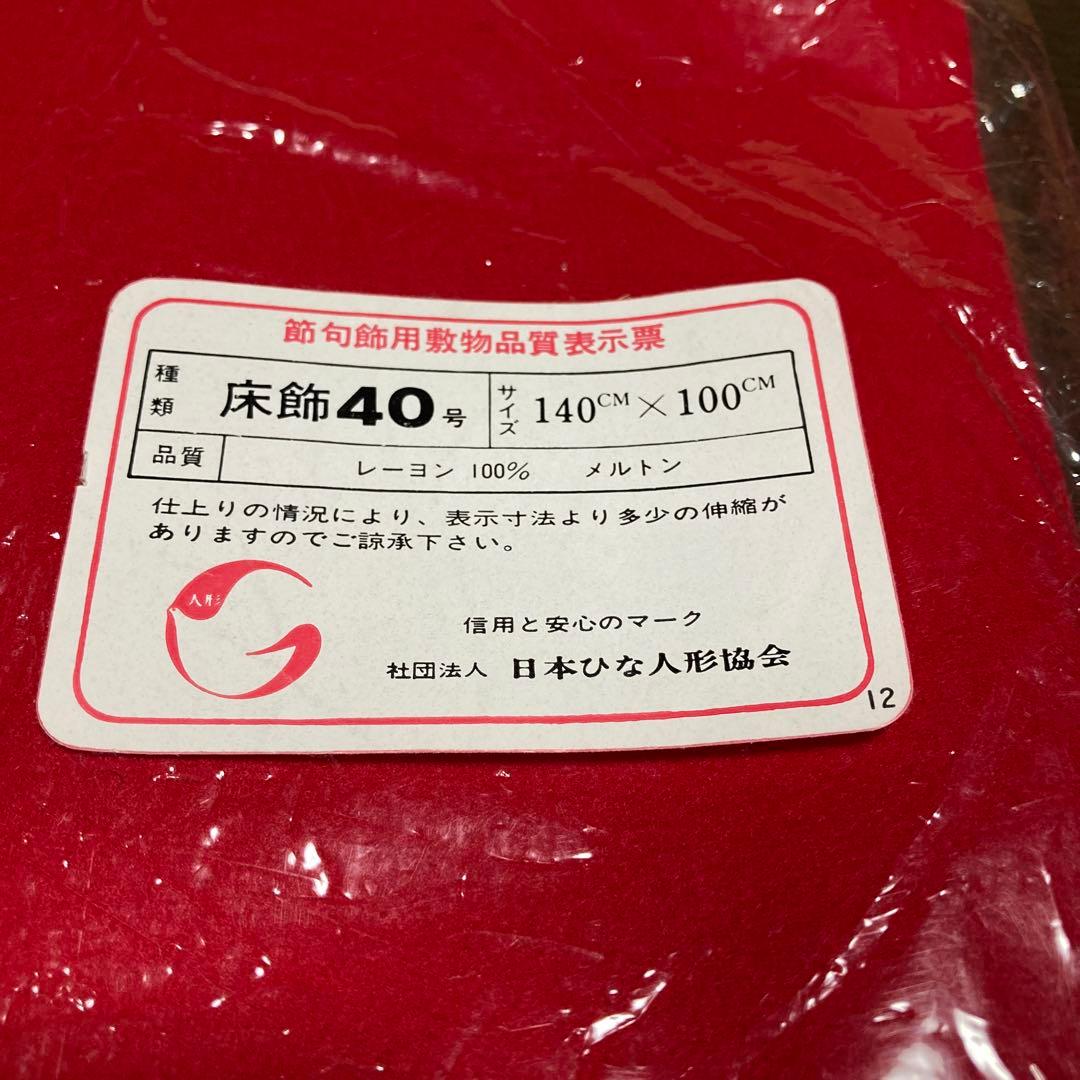 節句飾用敷物品質表示票
種類 床飾40号 サイズ 140CM×100CM
品質 レーヨン 100% メルトン
仕上りの情況により、表示寸法より多少の伸縮が
ありますのでご諒承下さい。
人形
信用と安心のマーク
社団法人 日本ひな人形協会
12